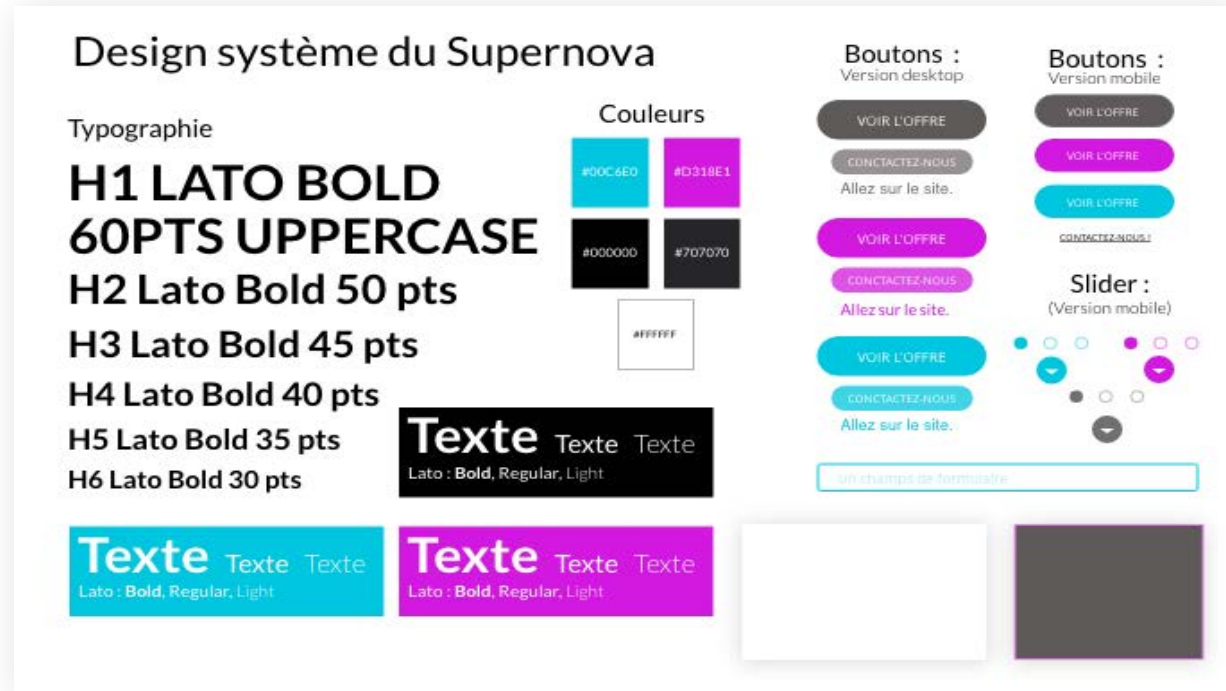 Design système du Supernova
Typographie
H1 LATO BOLD
60PTS UPPERCASE
H2 Lato Bold 50 pts
H3 Lato Bold 45 pts
H4 Lato Bold 40 pts
H5 Lato Bold 35 pts
H6 Lato Bold 30 pts
Couleurs
#00C6E0
#D318E1
#000000
#707070
#FFFFFF
Texte Texte Texte
Lato : Bold, Regular, Light
Texte Texte Texte
Lato : Bold, Regular, Light
Texte Texte Texte
Lato : Bold, Regular, Light
Boutons :
Version desktop
VOIR L'OFFRE
CONCTACTEZ-NOUS
Allez sur le site.
VOIR L'OFFRE
CONCTACTEZ-NOUS
Allez sur le site.
VOIR L'OFFRE
CONCTACTEZ-NOUS
Allez sur le site.
Boutons :
Version mobile
VOIR L'OFFRE
VOIR L'OFFRE
VOIR L'OFFRE
CONTACTEZ-NOUS !
Slider :
(Version mobile)
un champs de formulaire